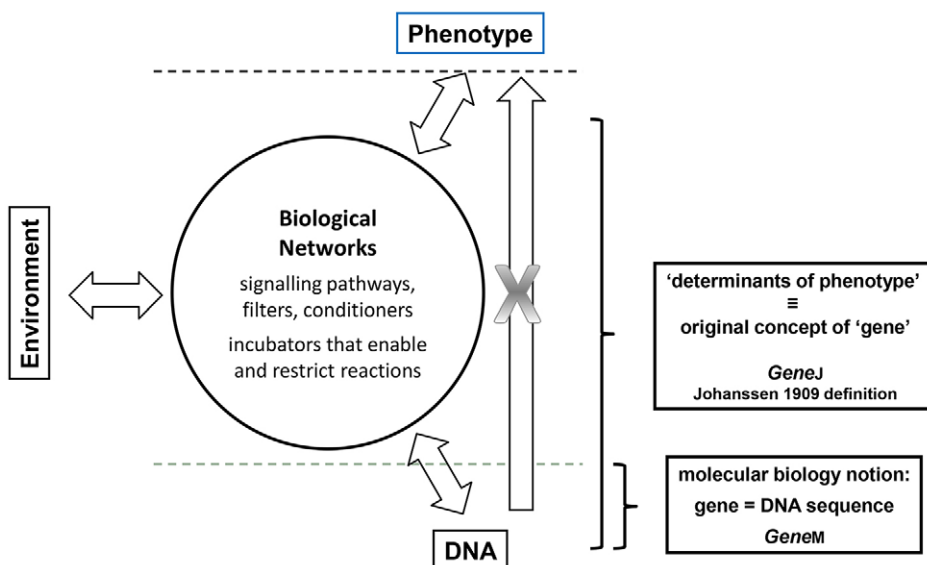 Phenotype
Environment
Biological
Networks
signalling pathways,
filters, conditioners
incubators that enable
and restrict reactions
X
DNA
‘determinants of phenotype’
≡
original concept of ‘gene’
GeneJ
Johanssen 1909 definition
molecular biology notion:
gene = DNA sequence
GeneM